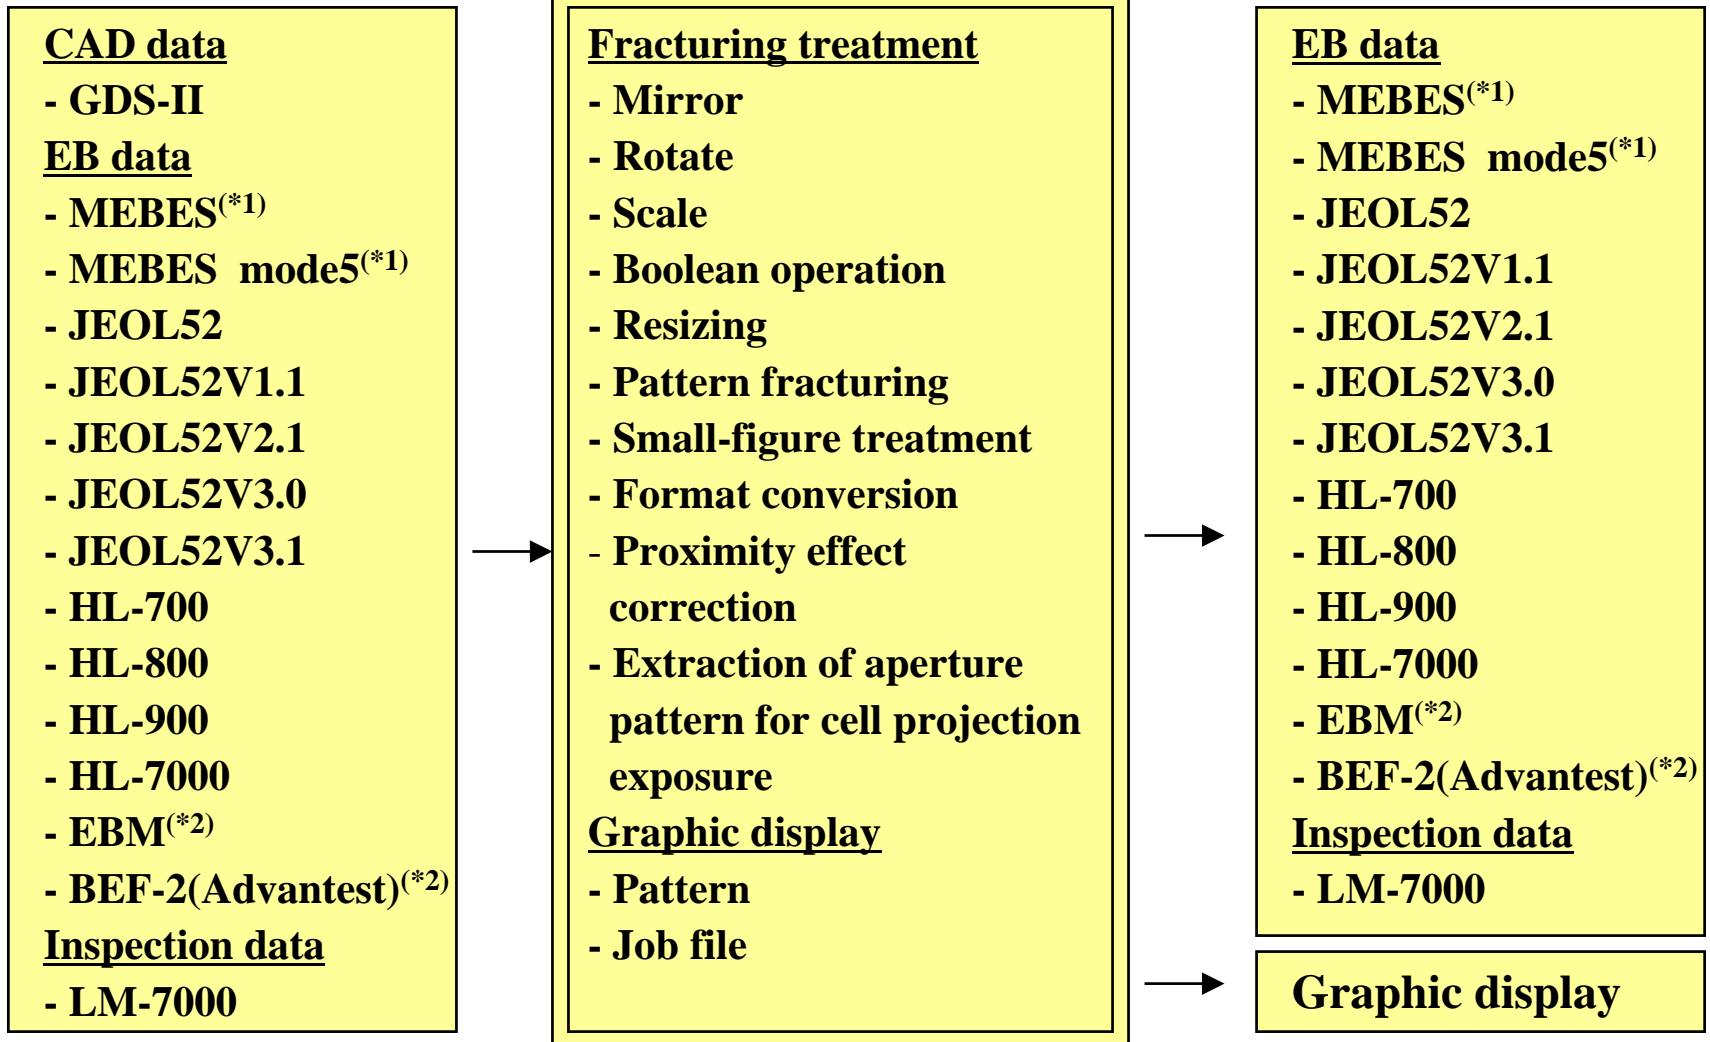 CAD data
- GDS-II
EB data
- MEBES(*1)
- MEBES mode5(*1)
- JEOL52
- JEOL52V1.1
- JEOL52V2.1
- JEOL52V3.0
- JEOL52V3.1
- HL-700
- HL-800
- HL-900
- HL-7000
- EBM(*2)
- BEF-2(Advantest)(*2)
Inspection data
- LM-7000
Fracturing treatment
- Mirror
- Rotate
- Scale
- Boolean operation
- Resizing
- Pattern fracturing
- Small-figure treatment
- Format conversion
- Proximity effect
correction
- Extraction of aperture
pattern for cell projection
exposure
Graphic display
- Pattern
- Job file
EB data
- MEBES(*1)
- MEBES mode5(*1)
- JEOL52
- JEOL52V1.1
- JEOL52V2.1
- JEOL52V3.0
- JEOL52V3.1
- HL-700
- HL-800
- HL-900
- HL-7000
- EBM(*2)
- BEF-2(Advantest)(*2)
Inspection data
- LM-7000
Graphic display